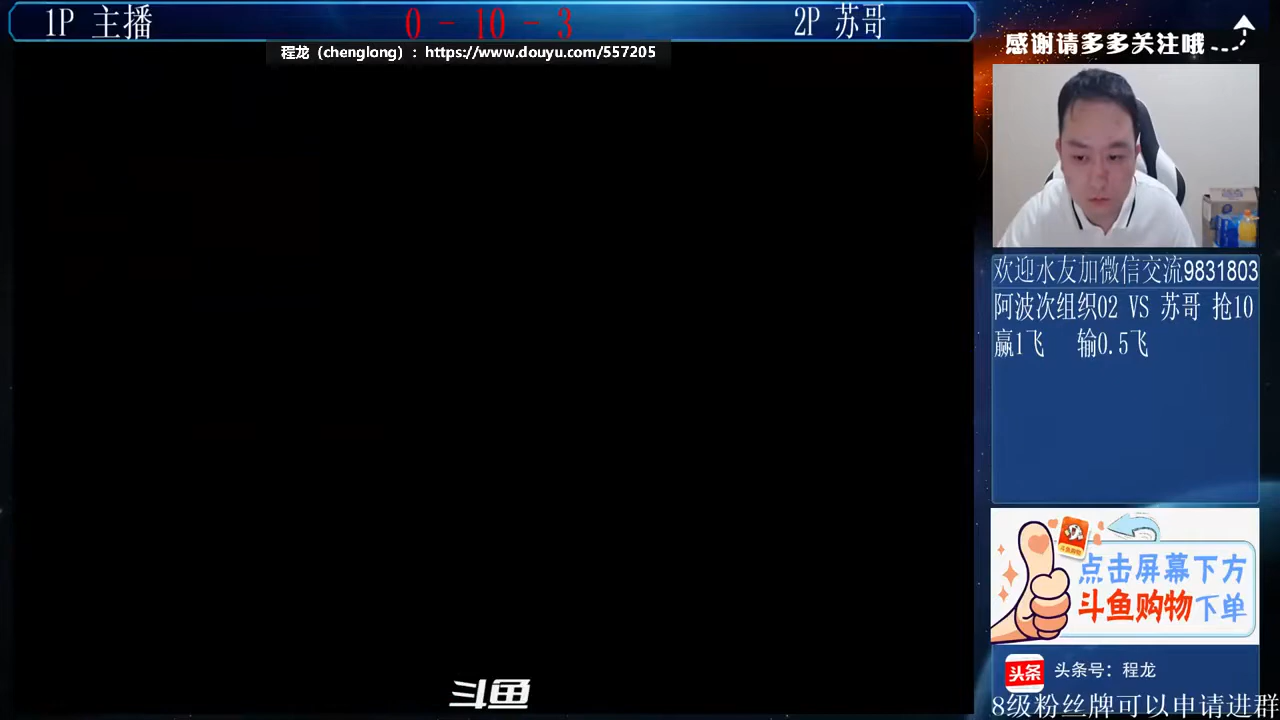 1P 主播 0 - 10 - 3 2P 苏哥
程龙（chenglong）：https://www.douyu.com/557205
感谢请多多关注哦
欢迎水友加微信交流9831803
阿波次组织02 VS 苏哥 抢10
赢1飞 输0.5飞
斗鱼购物
点击屏幕下方
斗鱼购物下单
头条 头条号：程龙
8级粉丝牌可以申请进群
斗鱼